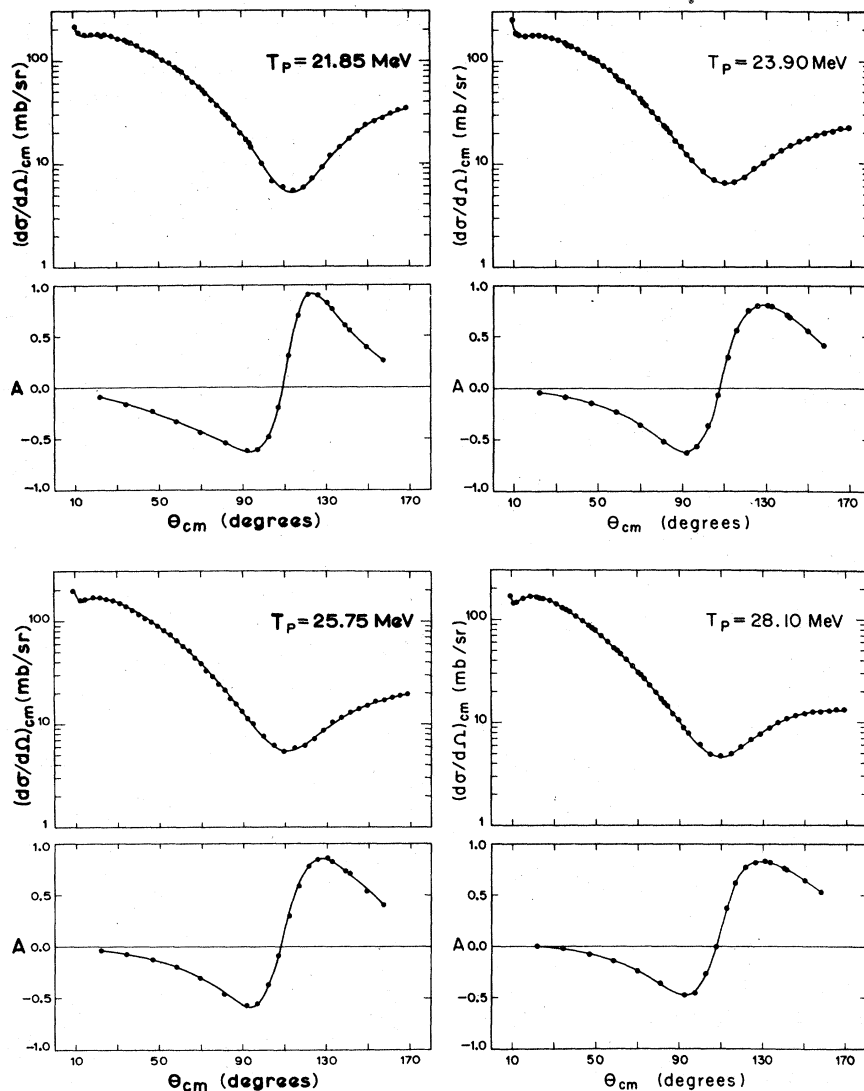 (dσ/dΩ)cm (mb/sr)
100
10
1
TP = 21.85 MeV
A
1.0
0.5
0.0
-0.5
-1.0
10 50 90 130 170
θcm (degrees)
(dσ/dΩ)cm (mb/sr)
100
10
1
TP = 23.90 MeV
A
1.0
0.5
0.0
-0.5
-1.0
10 50 90 130 170
θcm (degrees)
(dσ/dΩ)cm (mb/sr)
100
10
1
TP = 25.75 MeV
A
1.0
0.5
0.0
-0.5
-1.0
10 50 90 130 170
θcm (degrees)
(dσ/dΩ)cm (mb/sr)
100
10
1
TP = 28.10 MeV
A
1.0
0.5
0.0
-0.5
-1.0
10 50 90 130 170
θcm (degrees)